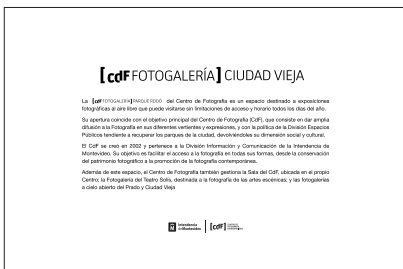 [cdF FOTOGALERÍA] CIUDAD VIEJA
La [cdF FOTOGALERÍA] PARQUE RODÓ del Centro de Fotografía es un espacio destinado a exposiciones
fotográficas al aire libre que puede visitarse sin limitaciones de acceso y horario todos los días del año.
Su apertura coincide con el objetivo principal del Centro de Fotografía (CdF), que consiste en dar amplia
difusión a la Fotografía en sus diferentes vertientes y expresiones, y con la política de la División Espacios
Públicos tendiente a recuperar los parques de la ciudad, devolviéndoles su dimensión social y cultural.
El CdF se creó en 2002 y pertenece a la División Información y Comunicación de la Intendencia de
Montevideo. Su objetivo es facilitar el acceso a la fotografía en todas sus formas, desde la conservación
del patrimonio fotográfico a la promoción de la fotografía contemporánea.
Además de este espacio, el Centro de Fotografía también gestiona la Sala del CdF, ubicada en el propio
Centro; la Fotogalería del Teatro Solís, destinada a la fotografía de las artes escénicas; y las fotogalerías
a cielo abierto del Prado y Ciudad Vieja
Intendencia
de Montevideo
[CdF]